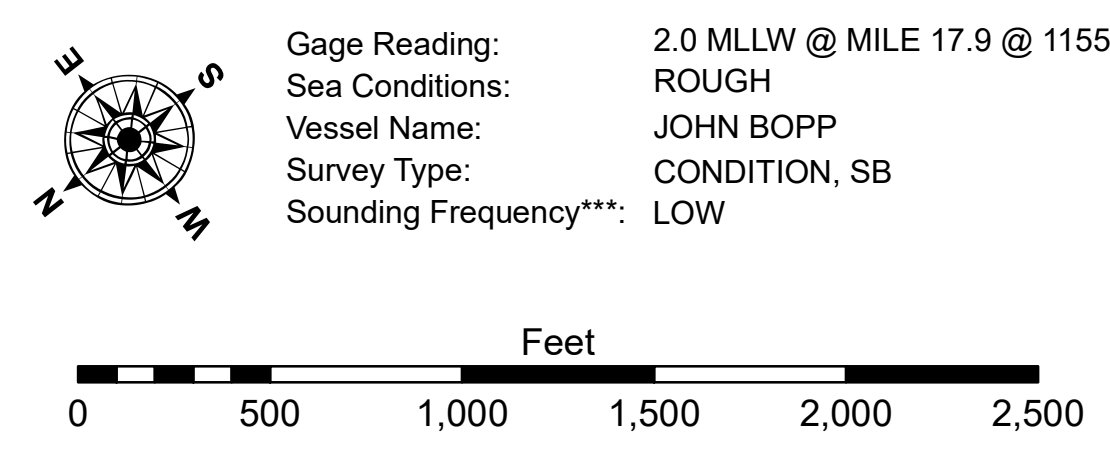 E
S
N
W
Gage Reading: 2.0 MLLW @ MILE 17.9 @ 1155
Sea Conditions: ROUGH
Vessel Name: JOHN BOPP
Survey Type: CONDITION, SB
Sounding Frequency***: LOW
Feet
0 500 1,000 1,500 2,000 2,500